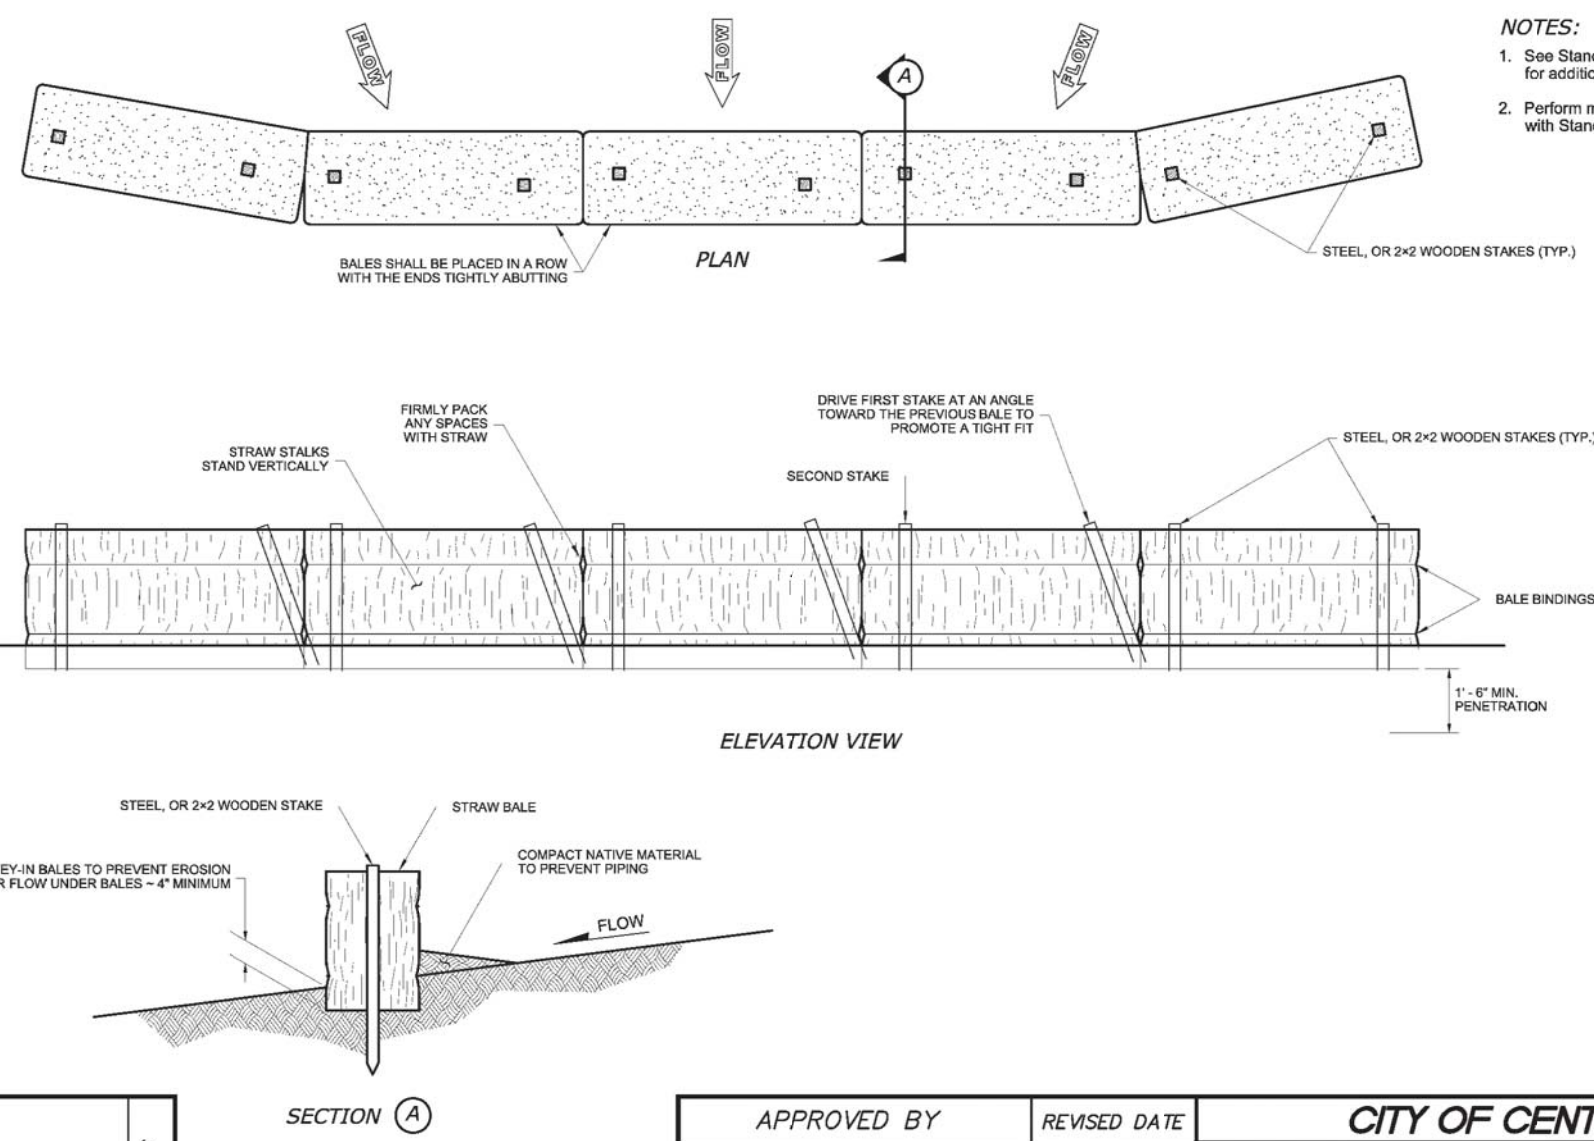 FLOW
FLOW
FLOW
A
NOTES:
1. See
for
2. Perform
with
BALES SHALL BE PLACED IN A ROW
WITH THE ENDS TIGHTLY ABUTTING
PLAN
STEEL, OR 2×2 WOODEN STAKES (TYP.)
FIRMLY PACK
ANY SPACES
WITH STRAW
STRAW STALKS
STAND VERTICALLY
DRIVE FIRST STAKE AT AN ANGLE
TOWARD THE PREVIOUS BALE TO
PROMOTE A TIGHT FIT
SECOND STAKE
STEEL, OR 2×2 WOODEN STAKES (TYP.
BALE BINDINGS
1' - 6" MIN.
PENETRATION
ELEVATION VIEW
STEEL, OR 2×2 WOODEN STAKE
STRAW BALE
EY-IN BALES TO PREVENT EROSION
R FLOW UNDER BALES ~ 4" MINIMUM
COMPACT NATIVE MATERIAL
TO PREVENT PIPING
FLOW
SECTION A
APPROVED BY
REVISED DATE
CITY OF CENT